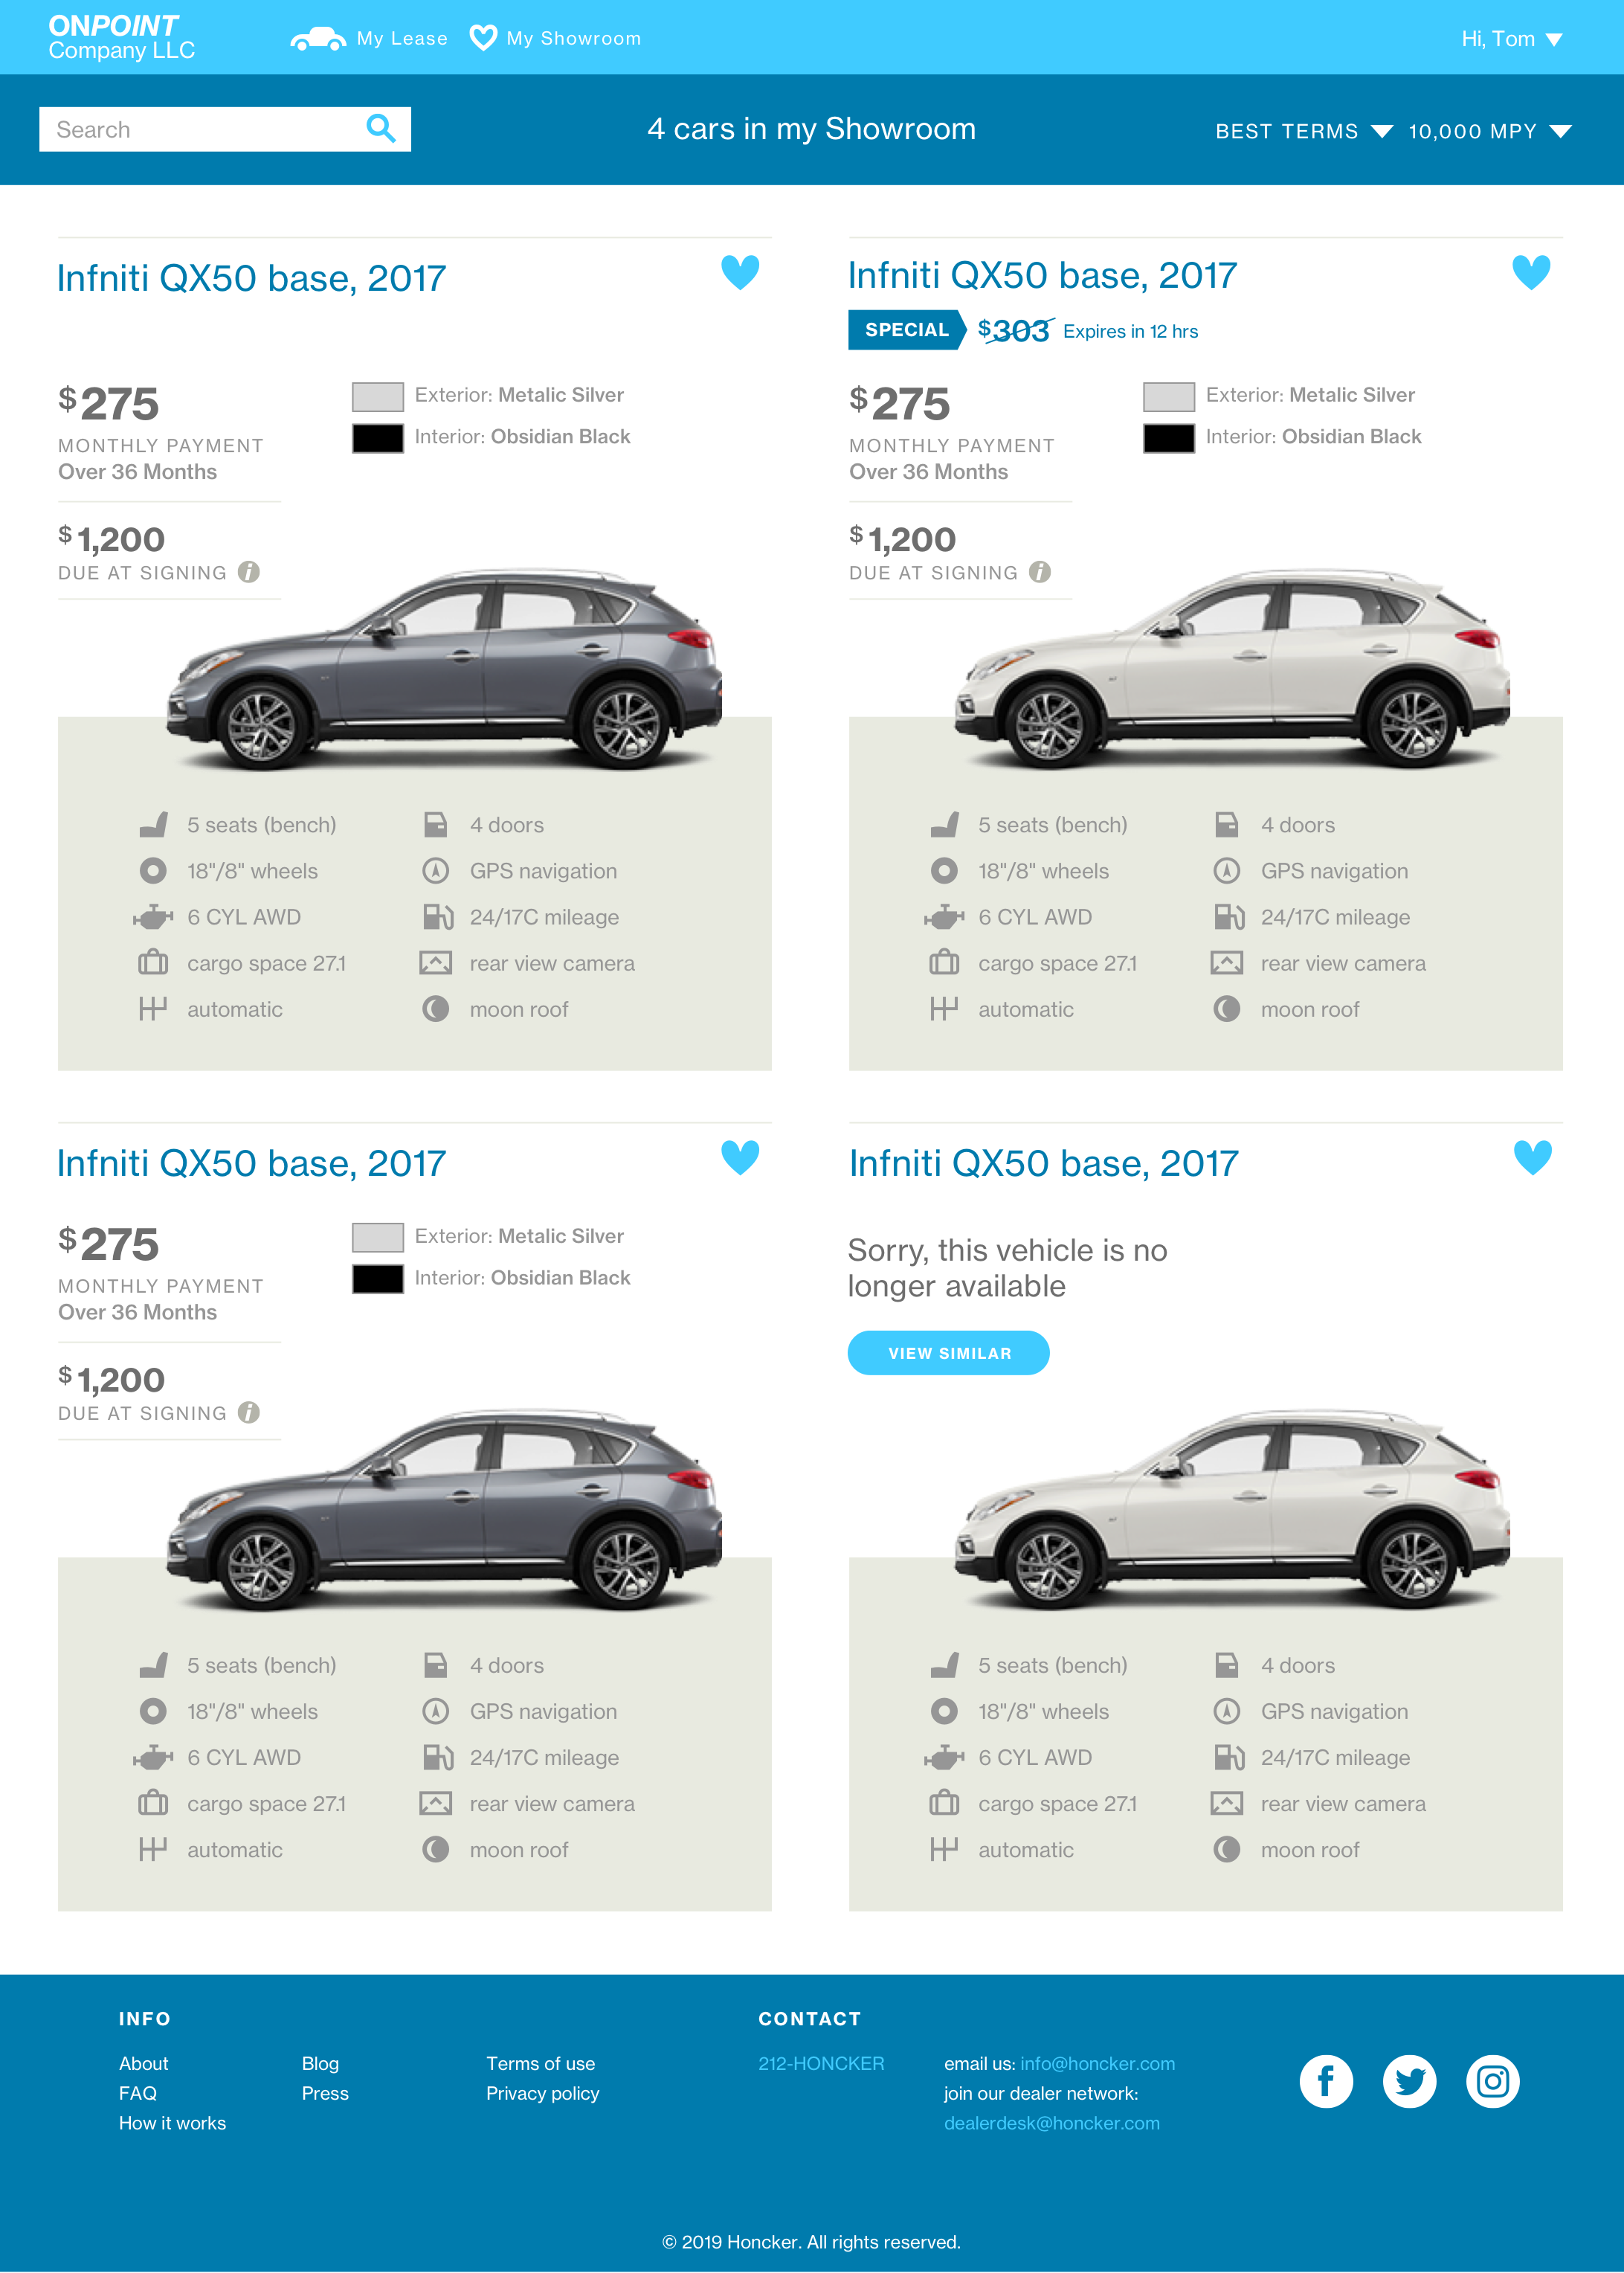 ONPOINT
Company LLC
My Lease
My Showroom
Hi, Tom
Search
4 cars in my Showroom
BEST TERMS
10,000 MPY
Infniti QX50 base, 2017
$275
MONTHLY PAYMENT
Over 36 Months
Exterior: Metalic Silver
Interior: Obsidian Black
$1,200
DUE AT SIGNING i
5 seats (bench)
4 doors
18"/8" wheels
GPS navigation
6 CYL AWD
24/17C mileage
cargo space 27.1
rear view camera
automatic
moon roof
Infniti QX50 base, 2017
SPECIAL $303 Expires in 12 hrs
$275
MONTHLY PAYMENT
Over 36 Months
Exterior: Metalic Silver
Interior: Obsidian Black
$1,200
DUE AT SIGNING i
5 seats (bench)
4 doors
18"/8" wheels
GPS navigation
6 CYL AWD
24/17C mileage
cargo space 27.1
rear view camera
automatic
moon roof
Infniti QX50 base, 2017
$275
MONTHLY PAYMENT
Over 36 Months
Exterior: Metalic Silver
Interior: Obsidian Black
$1,200
DUE AT SIGNING i
5 seats (bench)
4 doors
18"/8" wheels
GPS navigation
6 CYL AWD
24/17C mileage
cargo space 27.1
rear view camera
automatic
moon roof
Infniti QX50 base, 2017
Sorry, this vehicle is no
longer available
VIEW SIMILAR
5 seats (bench)
4 doors
18"/8" wheels
GPS navigation
6 CYL AWD
24/17C mileage
cargo space 27.1
rear view camera
automatic
moon roof
INFO
About
FAQ
How it works
Blog
Press
Terms of use
Privacy policy
CONTACT
212-HONCKER
email us: info@honcker.com
join our dealer network:
dealerdesk@honcker.com
© 2019 Honcker. All rights reserved.